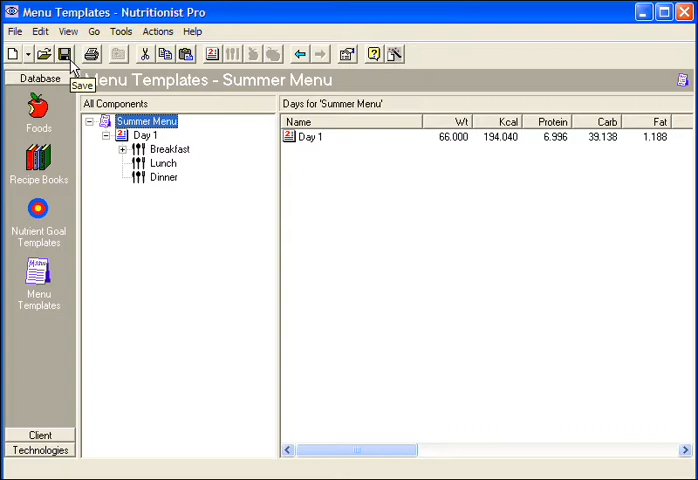 Menu Templates - Nutritionist Pro
File Edit View Go Tools Actions Help
Database
Menu Templates - Summer Menu
Save
All Components
Days for 'Summer Menu'
Summer Menu
Day 1
Breakfast
Lunch
Dinner
Name Wt Kcal Protein Carb Fat
Day 1 66.000 194.040 6.996 39.138 1.188
Foods
Recipe Books
Nutrient Goal
Templates
Menu
Templates
Client
Technologies